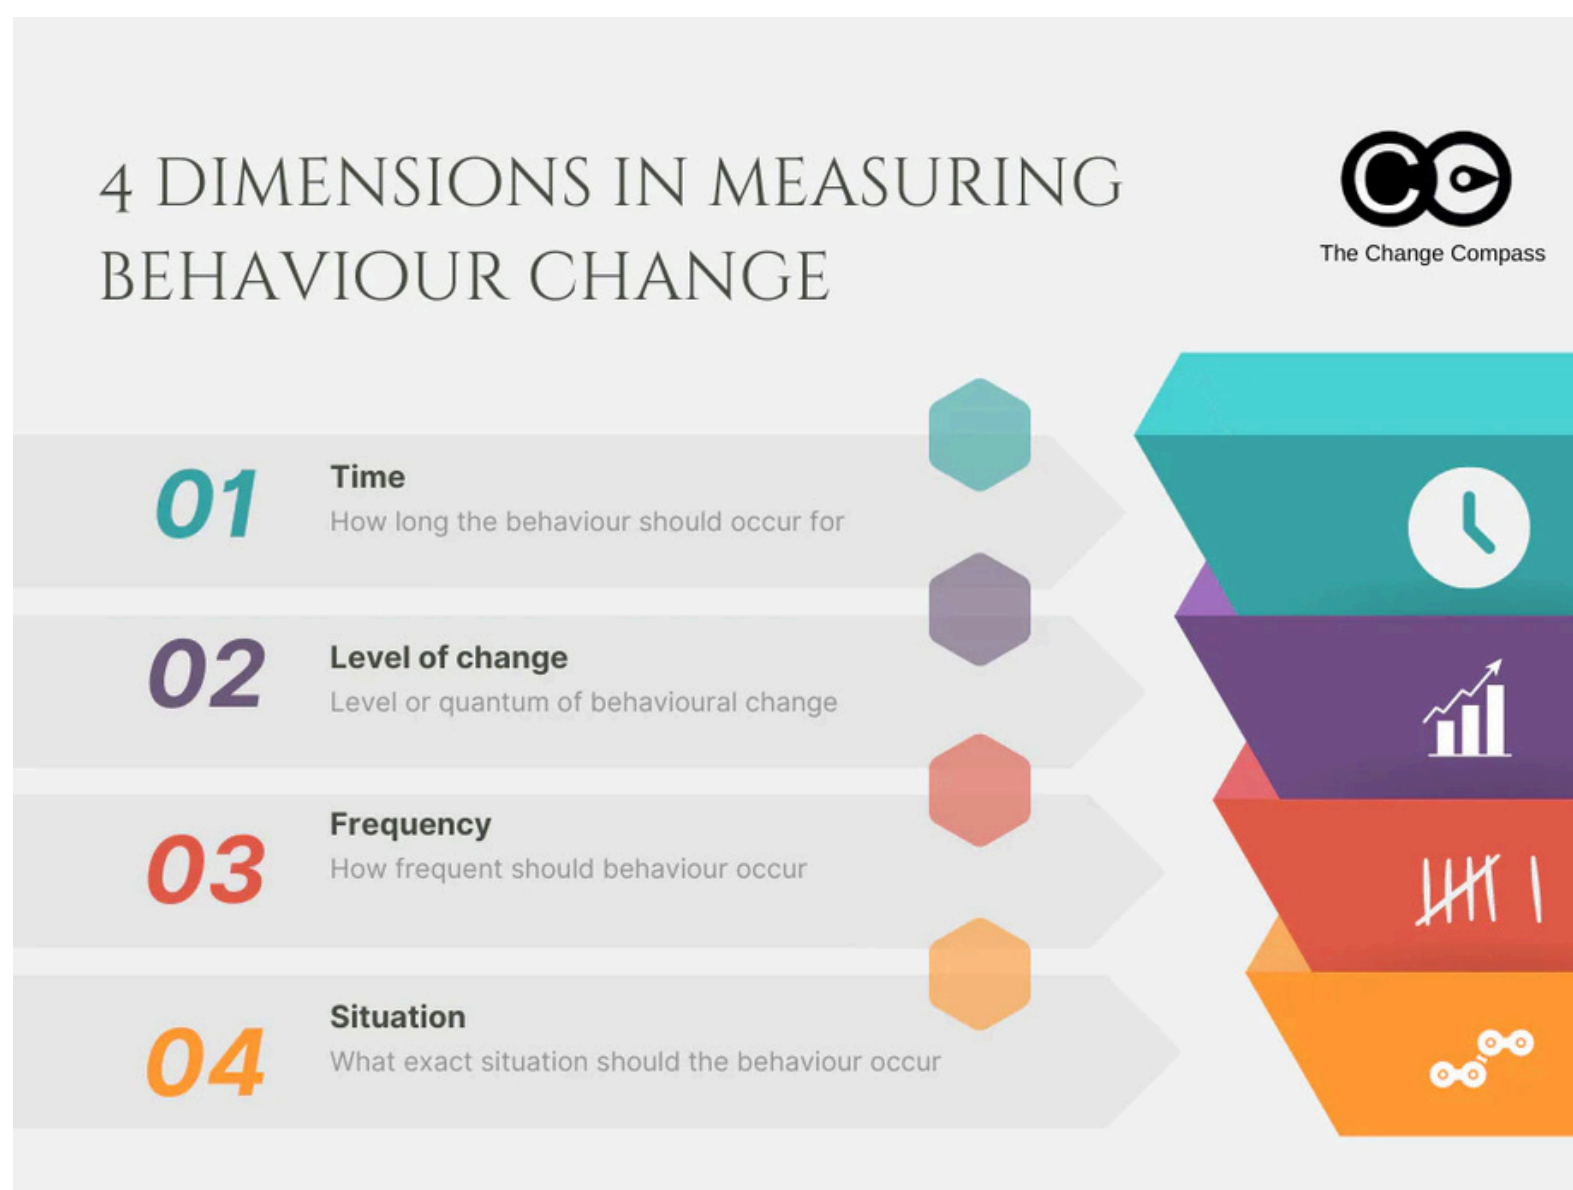 4 DIMENSIONS IN MEASURING
BEHAVIOUR CHANGE
The Change Compass
01
Time
How long the behaviour should occur for
02
Level of change
Level or quantum of behavioural change
03
Frequency
How frequent should behaviour occur
04
Situation
What exact situation should the behaviour occur